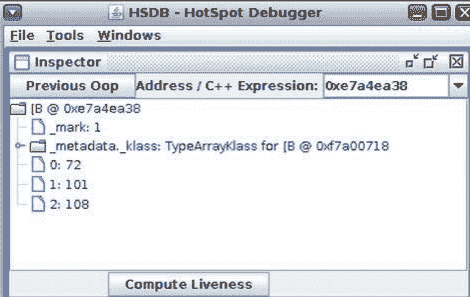 HSDB - HotSpot Debugger
File Tools Windows
Inspector
Previous Oop Address / C++ Expression: 0xe7a4ea38
[B @ 0xe7a4ea38
_mark: 1
_metadata._klass: TypeArrayKlass for [B @ 0xf7a00718
0: 72
1: 101
2: 108
Compute Liveness